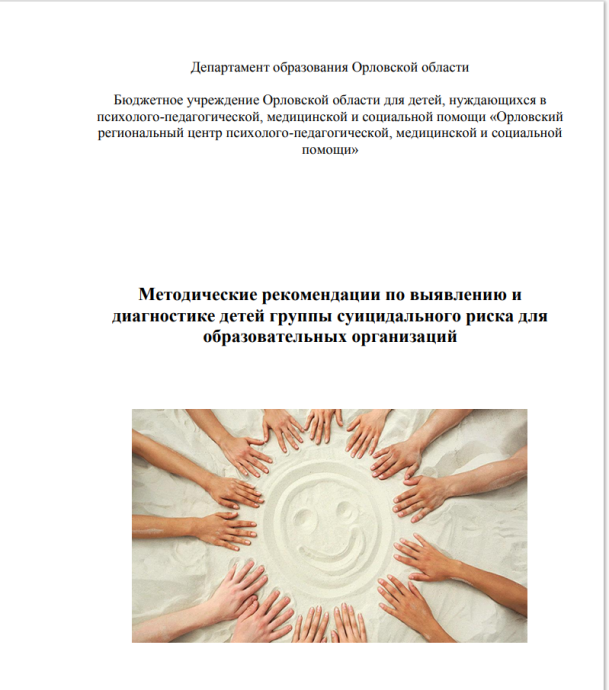 Департамент образования Орловской области
Бюджетное учреждение Орловской области для детей, нуждающихся в
психолого-педагогической, медицинской и социальной помощи «Орловский
региональный центр психолого-педагогической, медицинской и социальной
помощи»
Методические рекомендации по выявлению и
диагностике детей группы суицидального риска для
образовательных организаций